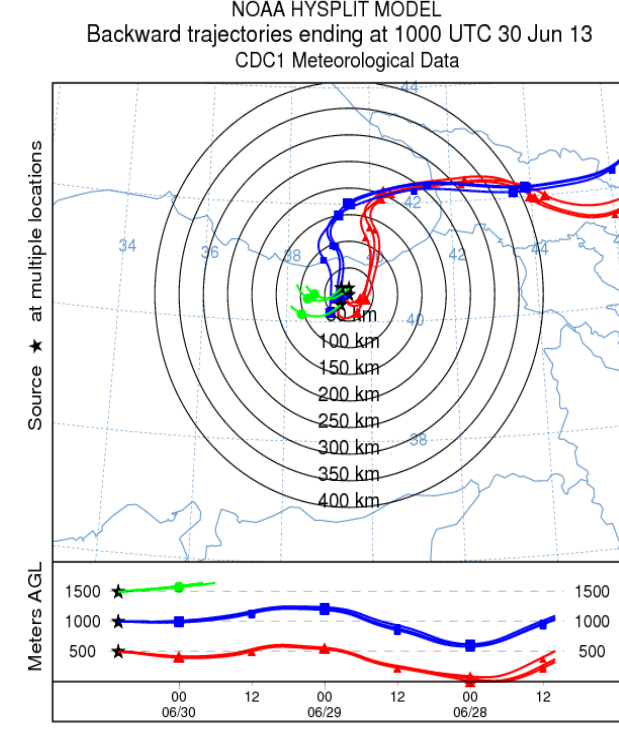 NOAA HYSPLIT MODEL
Backward trajectories ending at 1000 UTC 30 Jun 13
CDC1 Meteorological Data
Source ★ at multiple locations
44
42
34
36
38
42
44
40
50 km
100 km
150 km
200 km
250 km
38
300 km
350 km
400 km
Meters AGL
1500
1500
1000
1000
500
500
00
12
00
12
00
12
06/30
06/29
06/28